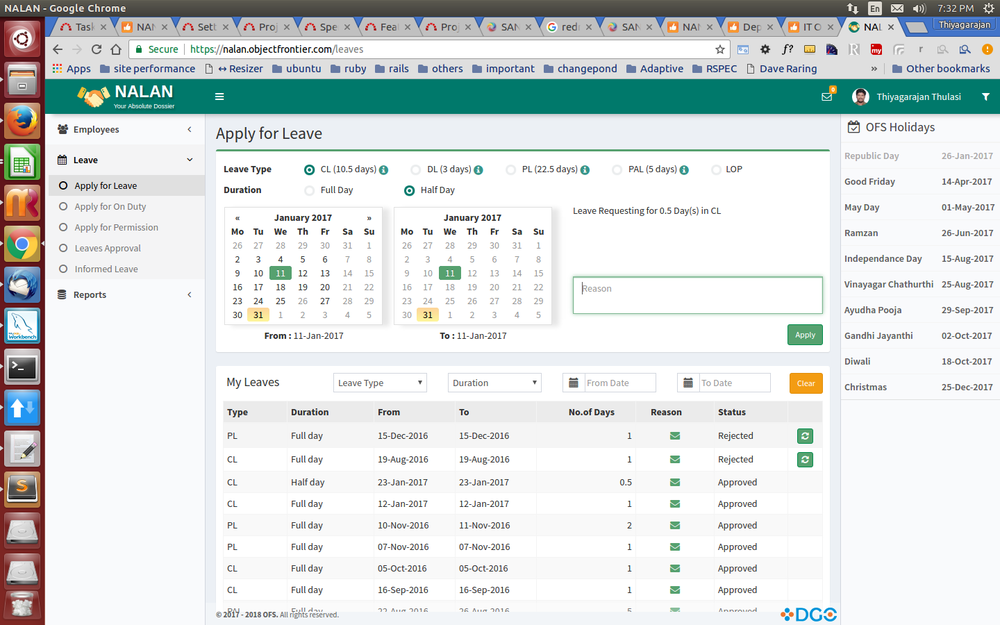 NALAN - Google Chrome
En
7:32 PM
Task
NAN
Sett
Proj
Spe
Fea
Proj
SAN
redi
SAN
NAN
Dep
IT O
NAL
Thiyagarajan
Secure
https://nalan.objectfrontier.com/leaves
f?
my
Apps
site performance
Resizer
ubuntu
ruby
rails
others
important
changepond
Adaptive
RSPEC
Dave Raring
»
Other bookmarks
NALAN
Your Absolute Dossier
Thiyagarajan Thulasi
Employees
Leave
Apply for Leave
Apply for On Duty
Apply for Permission
Leaves Approval
Informed Leave
Reports
Apply for Leave
Leave Type CL (10.5 days) DL (3 days) PL (22.5 days) PAL (5 days) LOP
Duration Full Day Half Day
« January 2017 »
Mo Tu We Th Fr Sa Su
26 27 28 29 30 31 1
2 3 4 5 6 7 8
9 10 11 12 13 14 15
16 17 18 19 20 21 22
23 24 25 26 27 28 29
30 31 1 2 3 4 5
From : 11-Jan-2017
January 2017
Mo Tu We Th Fr Sa Su
26 27 28 29 30 31 1
2 3 4 5 6 7 8
9 10 11 12 13 14 15
16 17 18 19 20 21 22
23 24 25 26 27 28 29
30 31 1 2 3 4 5
To : 11-Jan-2017
Leave Requesting for 0.5 Day(s) in CL
Reason
Apply
My Leaves
Leave Type
Duration
From Date
To Date
Clear
Type Duration From To No.of Days Reason Status
PL Full day 15-Dec-2016 15-Dec-2016 1 Rejected
CL Full day 19-Aug-2016 19-Aug-2016 1 Rejected
CL Half day 23-Jan-2017 23-Jan-2017 0.5 Approved
CL Full day 12-Jan-2017 12-Jan-2017 1 Approved
PL Full day 10-Nov-2016 11-Nov-2016 2 Approved
PL Full day 07-Nov-2016 07-Nov-2016 1 Approved
CL Full day 05-Oct-2016 05-Oct-2016 1 Approved
CL Full day 16-Sep-2016 16-Sep-2016 1 Approved
PAL Full day 22-Aug-2016 26-Aug-2016 5 Approved
© 2017 - 2018 OFS. All rights reserved.
OFS Holidays
Republic Day 26-Jan-2017
Good Friday 14-Apr-2017
May Day 01-May-2017
Ramzan 26-Jun-2017
Independance Day 15-Aug-2017
Vinayagar Chathurthi 25-Aug-2017
Ayudha Pooja 29-Sep-2017
Gandhi Jayanthi 02-Oct-2017
Diwali 18-Oct-2017
Christmas 25-Dec-2017